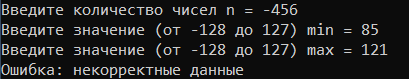 Введите количество чисел n = -456
Введите значение (от -128 до 127) min = 85
Введите значение (от -128 до 127) max = 121
Ошибка: некорректные данные